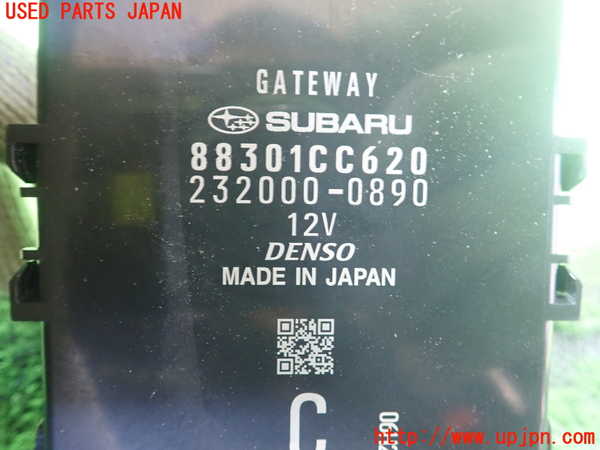 USED PARTS JAPAN
GATEWAY
SUBARU
88301CC620
232000-0890
12V
DENSO
MADE IN JAPAN
C
http://www.upjpn.com/